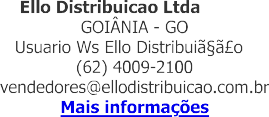 Ello Distribuicao Ltda
GOIÂNIA - GO
Usuario Ws Ello Distribuiã§ã£o
(62) 4009-2100
vendedores@ellodistribuicao.com.br
Mais informações